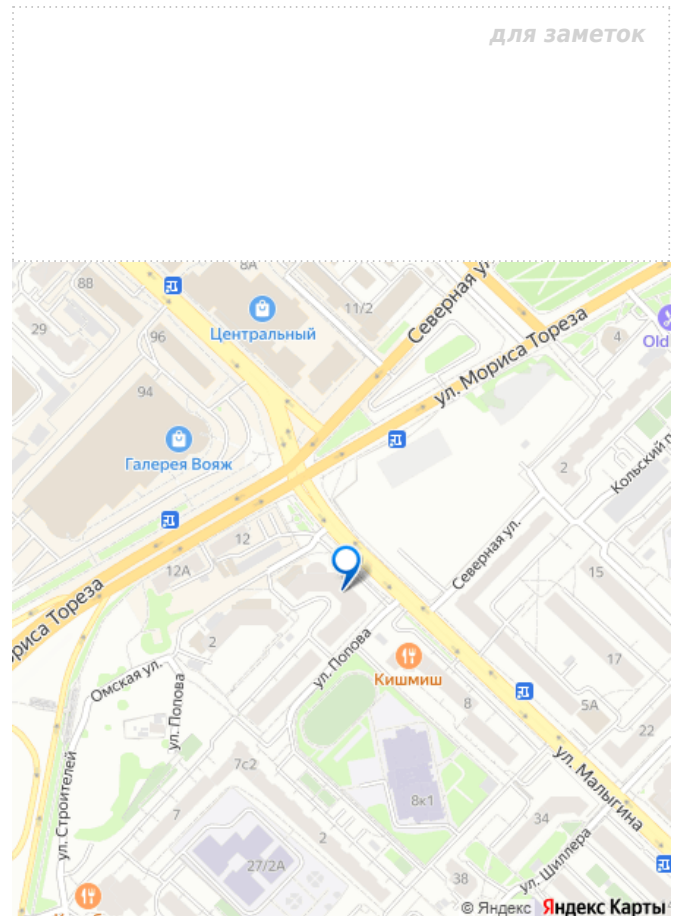 для заметок
88
8А
11/2
Северная ул.
29
96
Центральный
ул. Мориса Тореза
4
Old
94
Галерея Вояж
2
Кольский п
12
Северная ул.
12А
15
риса Тореза
2
ул. Попова
17
Омская ул.
Кишмиш
ул. Попова
8
5А
22
ул. Строителей
7с2
ул. Малыгина
8к1
7
34
2
27/2А
38
ул. Шиллера
© Яндекс Яндекс Карты